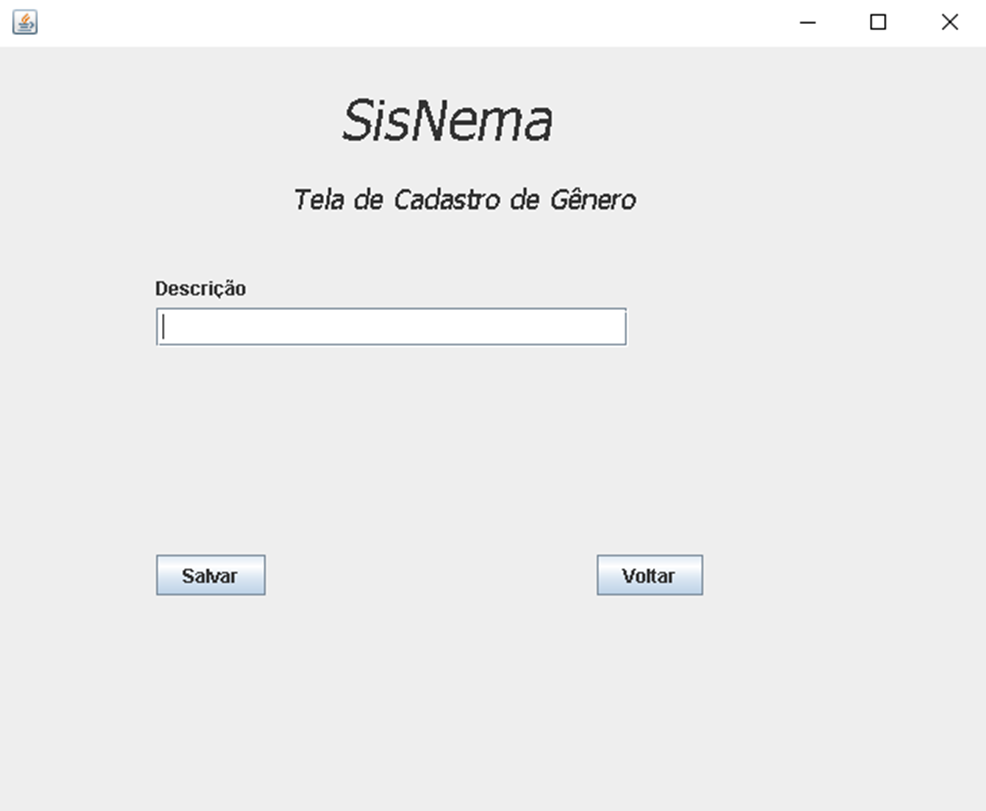 SisNema
Tela de Cadastro de Gênero
Descrição
Salvar
Voltar